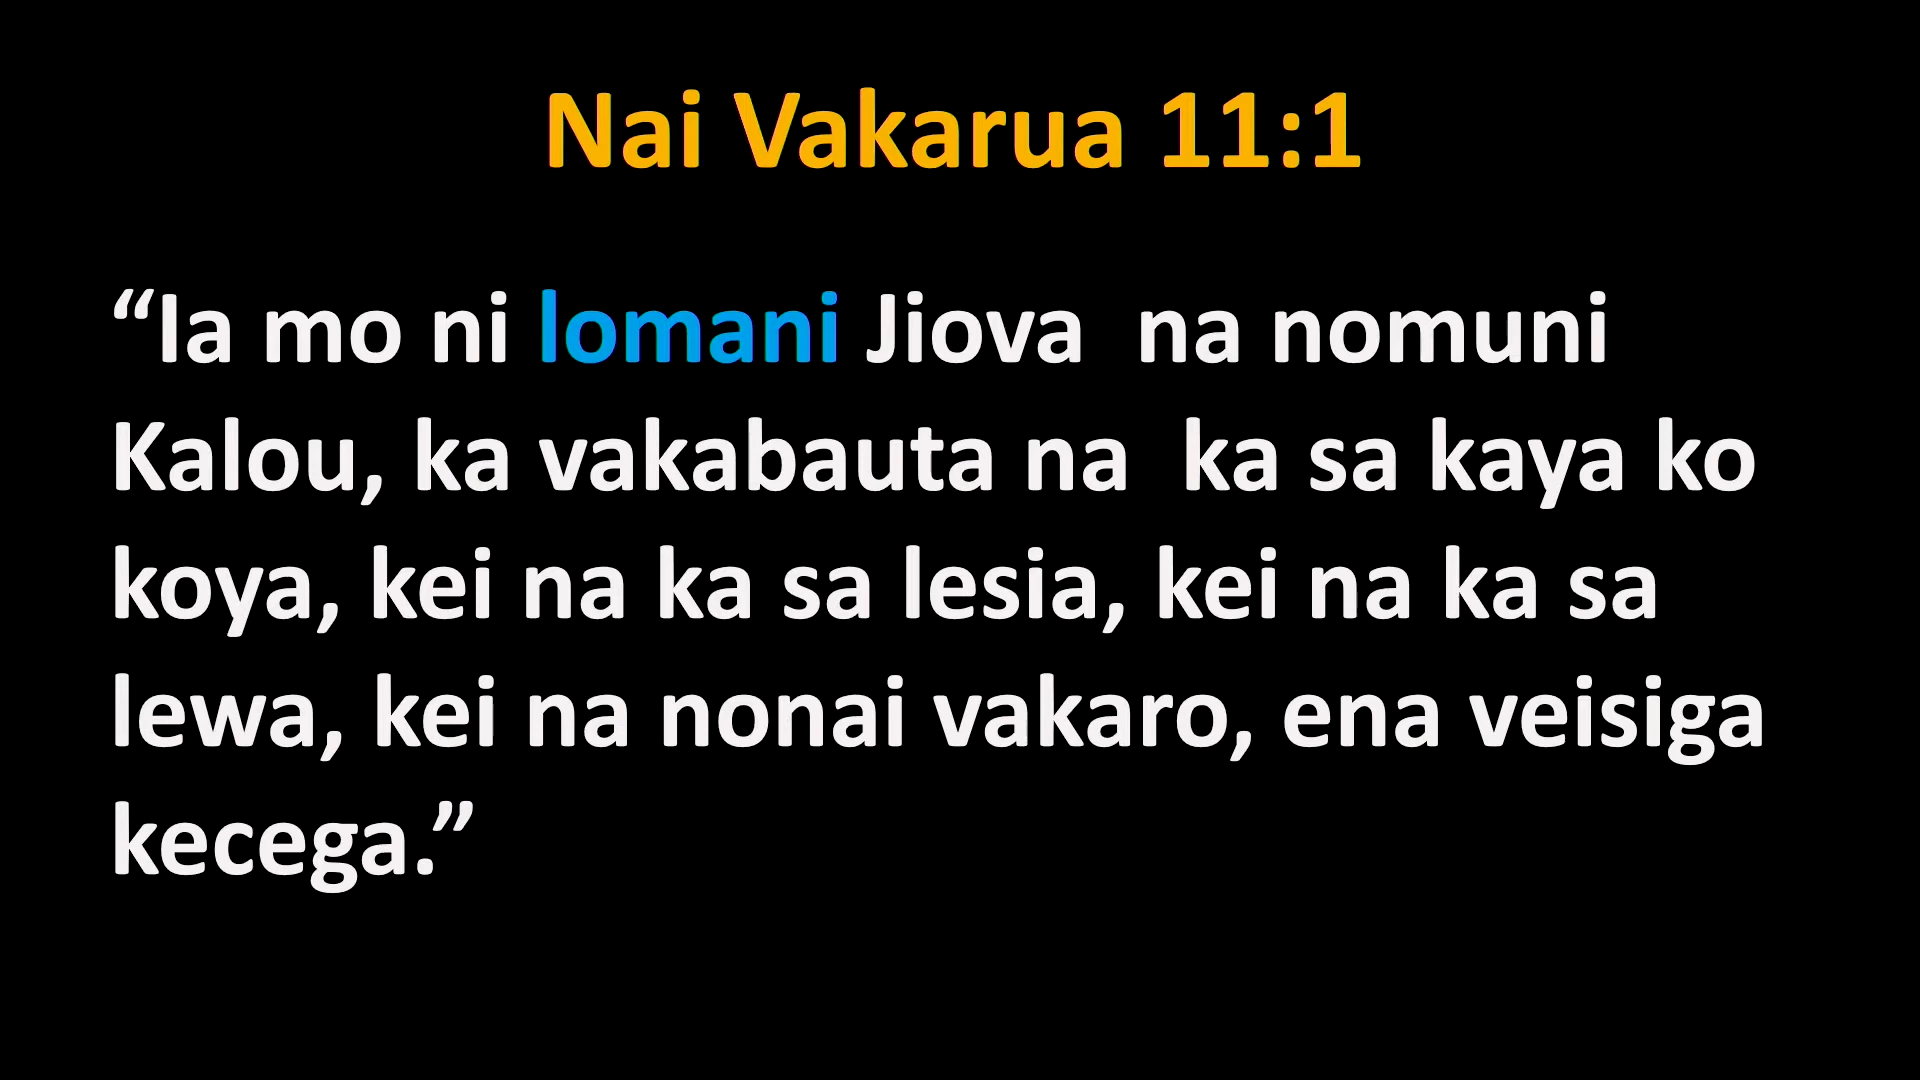 Nai Vakarua 11:1
“Ia mo ni lomani Jiova  na nomuni
Kalou, ka vakabauta na  ka sa kaya ko
koya, kei na ka sa lesia, kei na ka sa
lewa, kei na nonai vakaro, ena veisiga
kecega.”